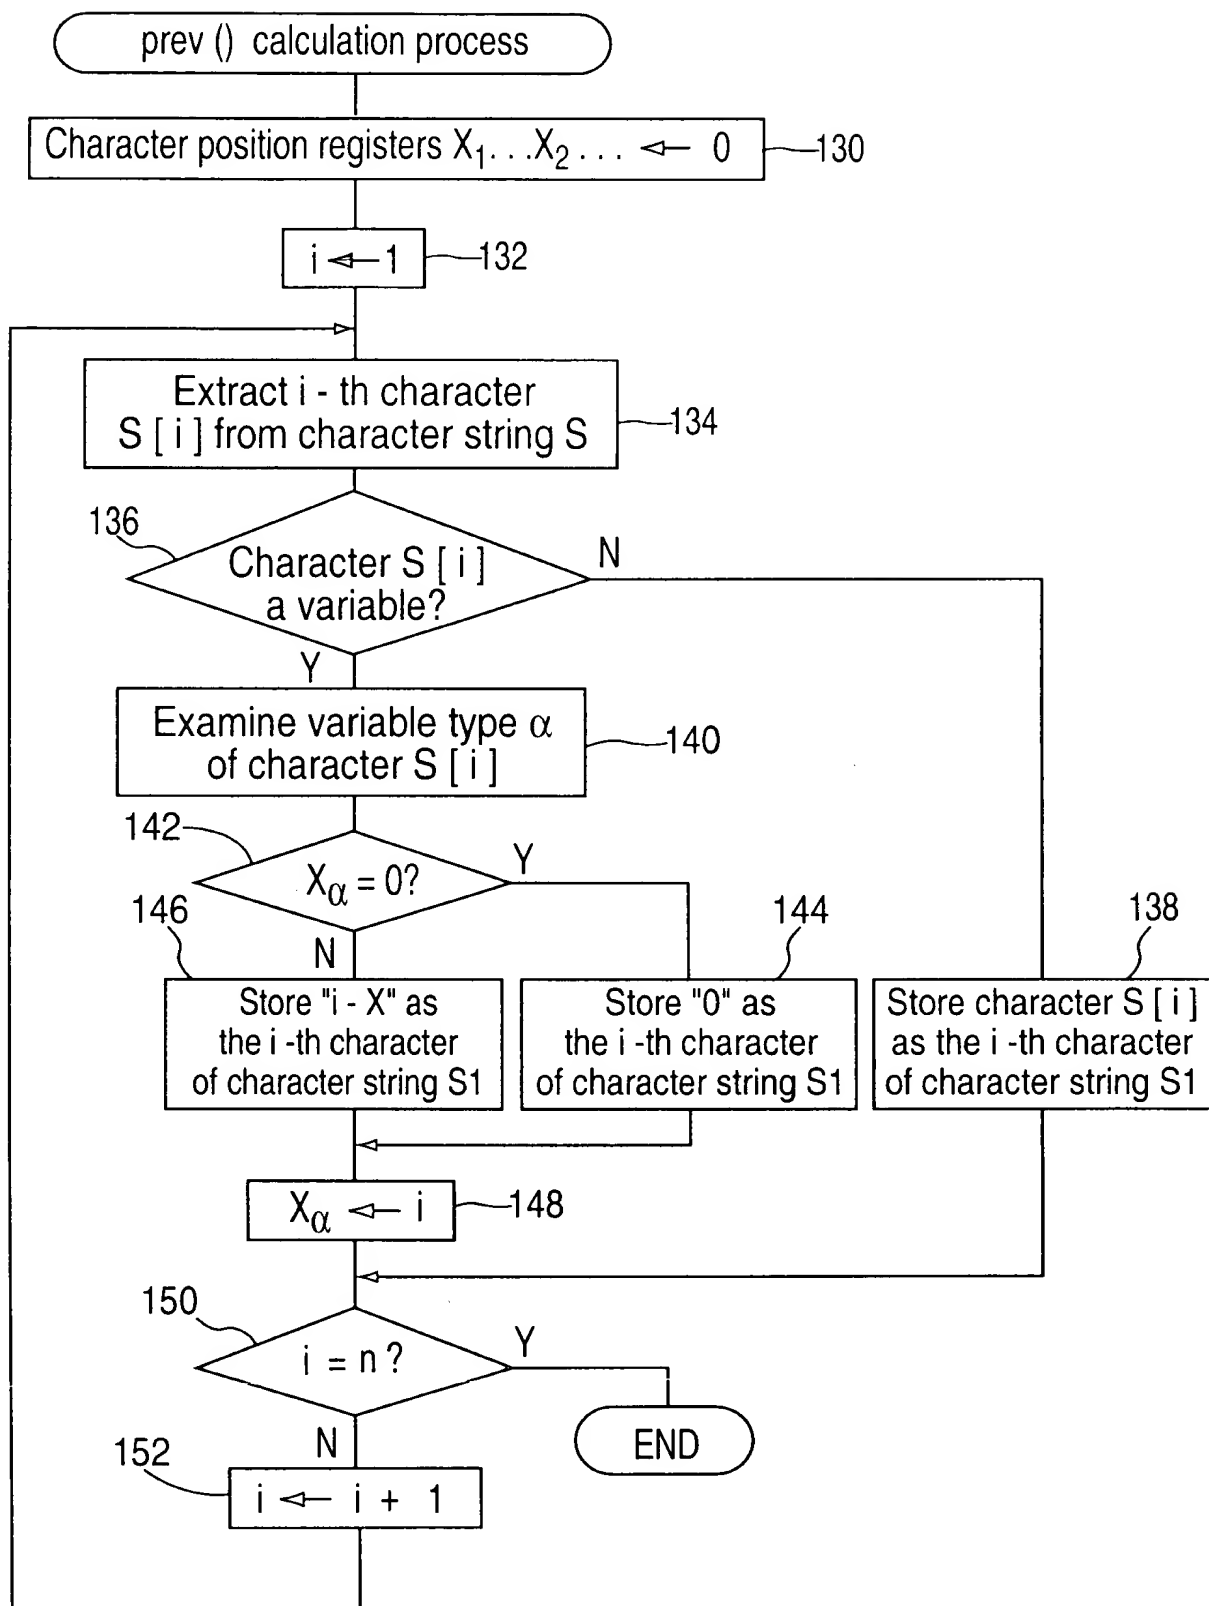 prev () calculation process
Character position registers X₁...X₂... ← 0
130
i ← 1
132
Extract i - th character
S [ i ] from character string S
134
136
Character S [ i ]
a variable?
N
Y
Examine variable type α
of character S [ i ]
140
142
Xα = 0?
Y
N
146
144
138
Store "i - X" as
the i -th character
of character string S1
Store "0" as
the i -th character
of character string S1
Store character S [ i ]
as the i -th character
of character string S1
Xα ← i
148
150
i = n ?
Y
N
END
152
i ← i + 1